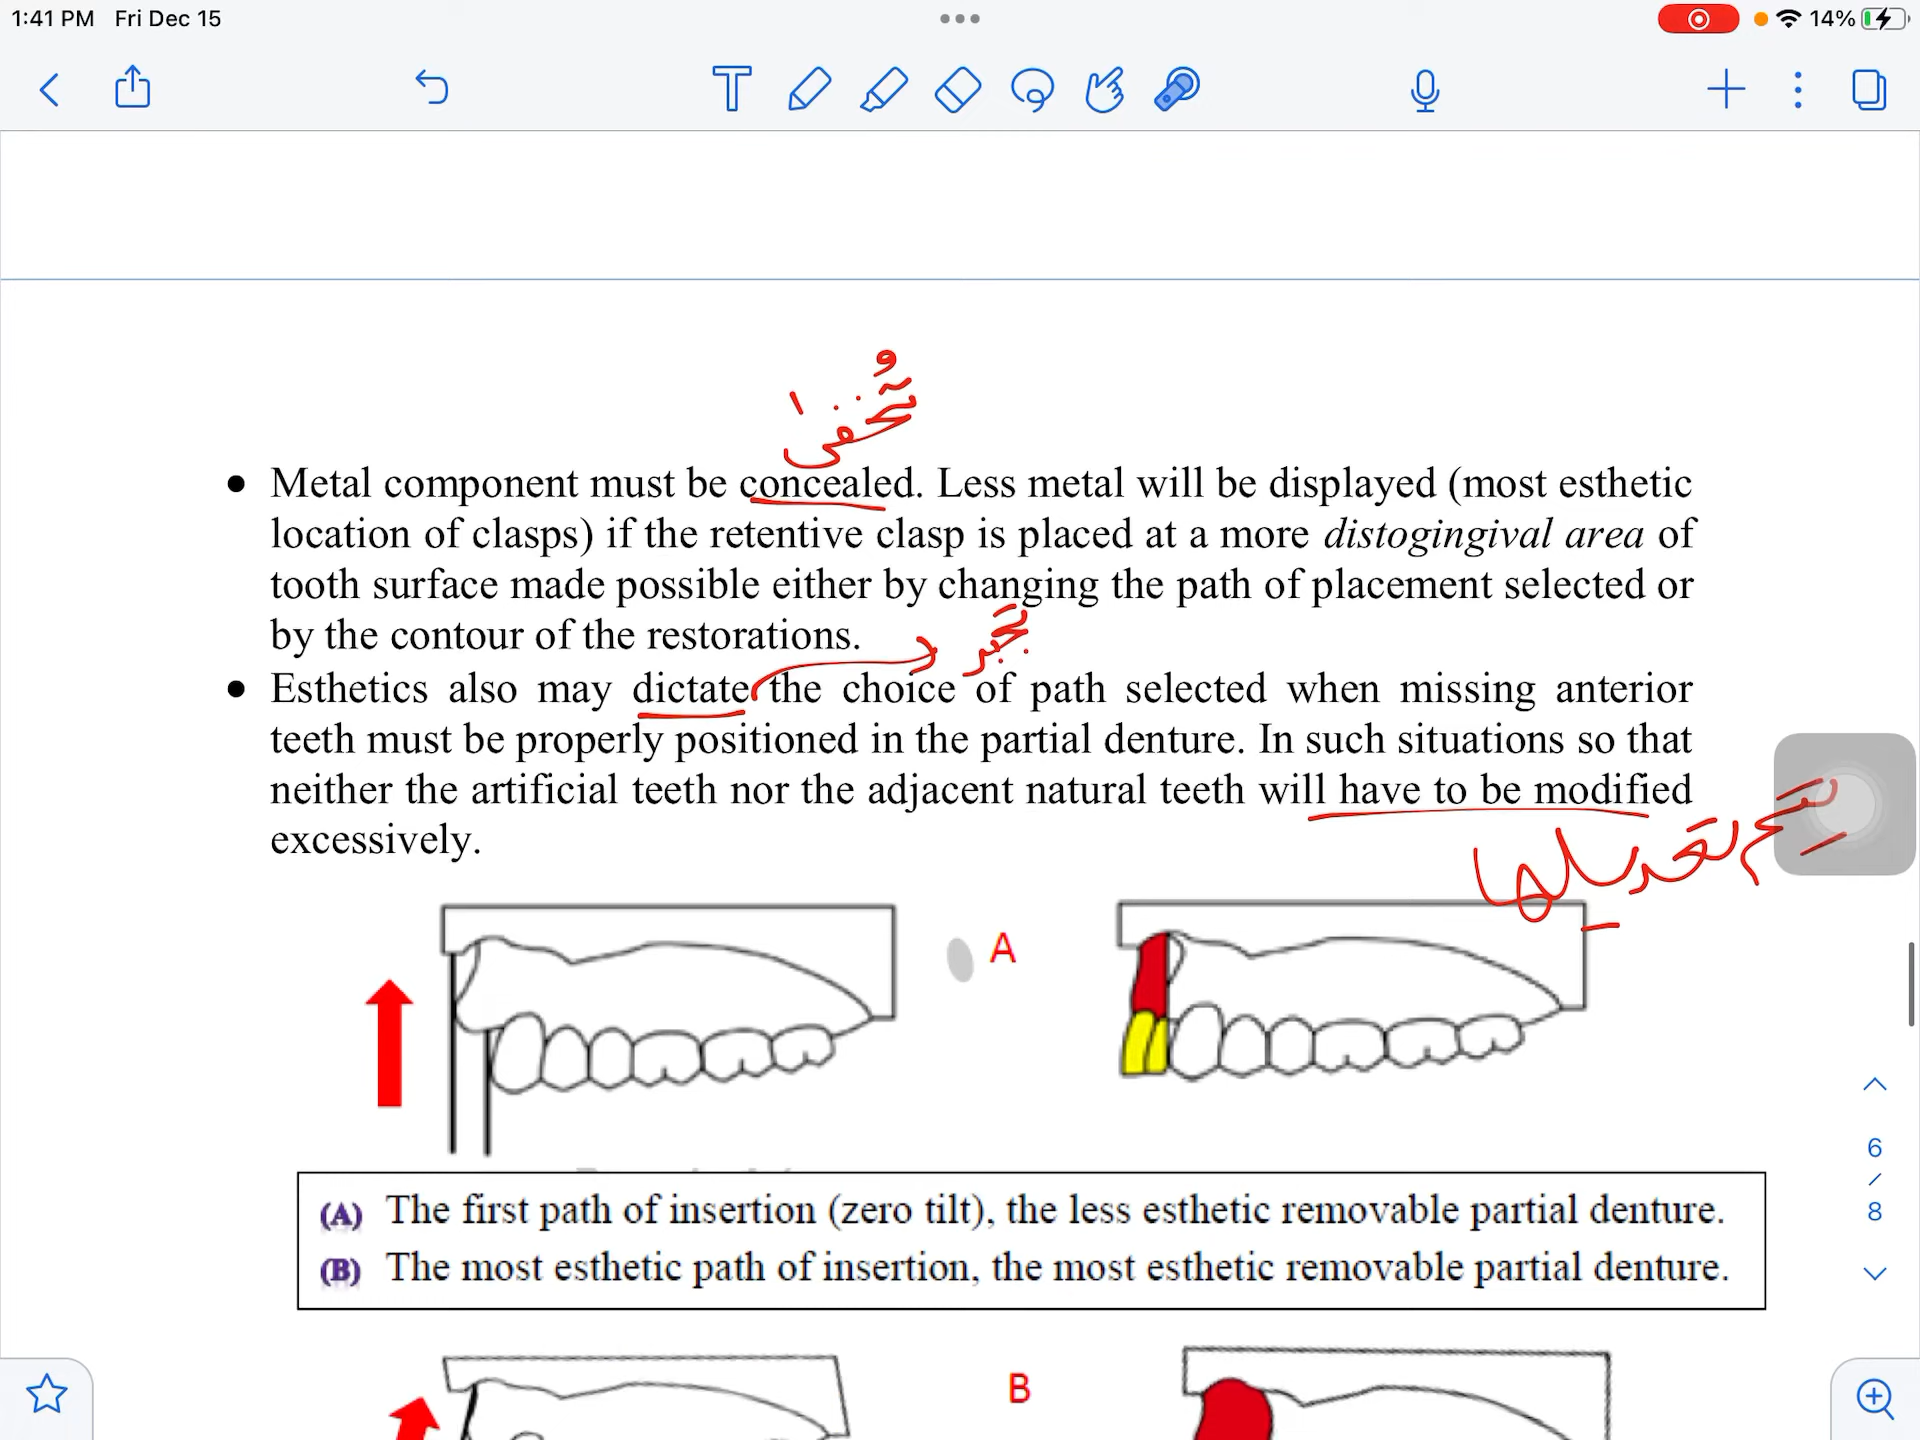 1:41 PM Fri Dec 15
14%
تُخفى
• Metal component must be concealed. Less metal will be displayed (most esthetic
location of clasps) if the retentive clasp is placed at a more distogingival area of
tooth surface made possible either by changing the path of placement selected or
by the contour of the restorations.
تجبر
• Esthetics also may dictate the choice of path selected when missing anterior
teeth must be properly positioned in the partial denture. In such situations so that
neither the artificial teeth nor the adjacent natural teeth will have to be modified
excessively.
يتم تعديلها
A
6
/
8
(A) The first path of insertion (zero tilt), the less esthetic removable partial denture.
(B) The most esthetic path of insertion, the most esthetic removable partial denture.
B